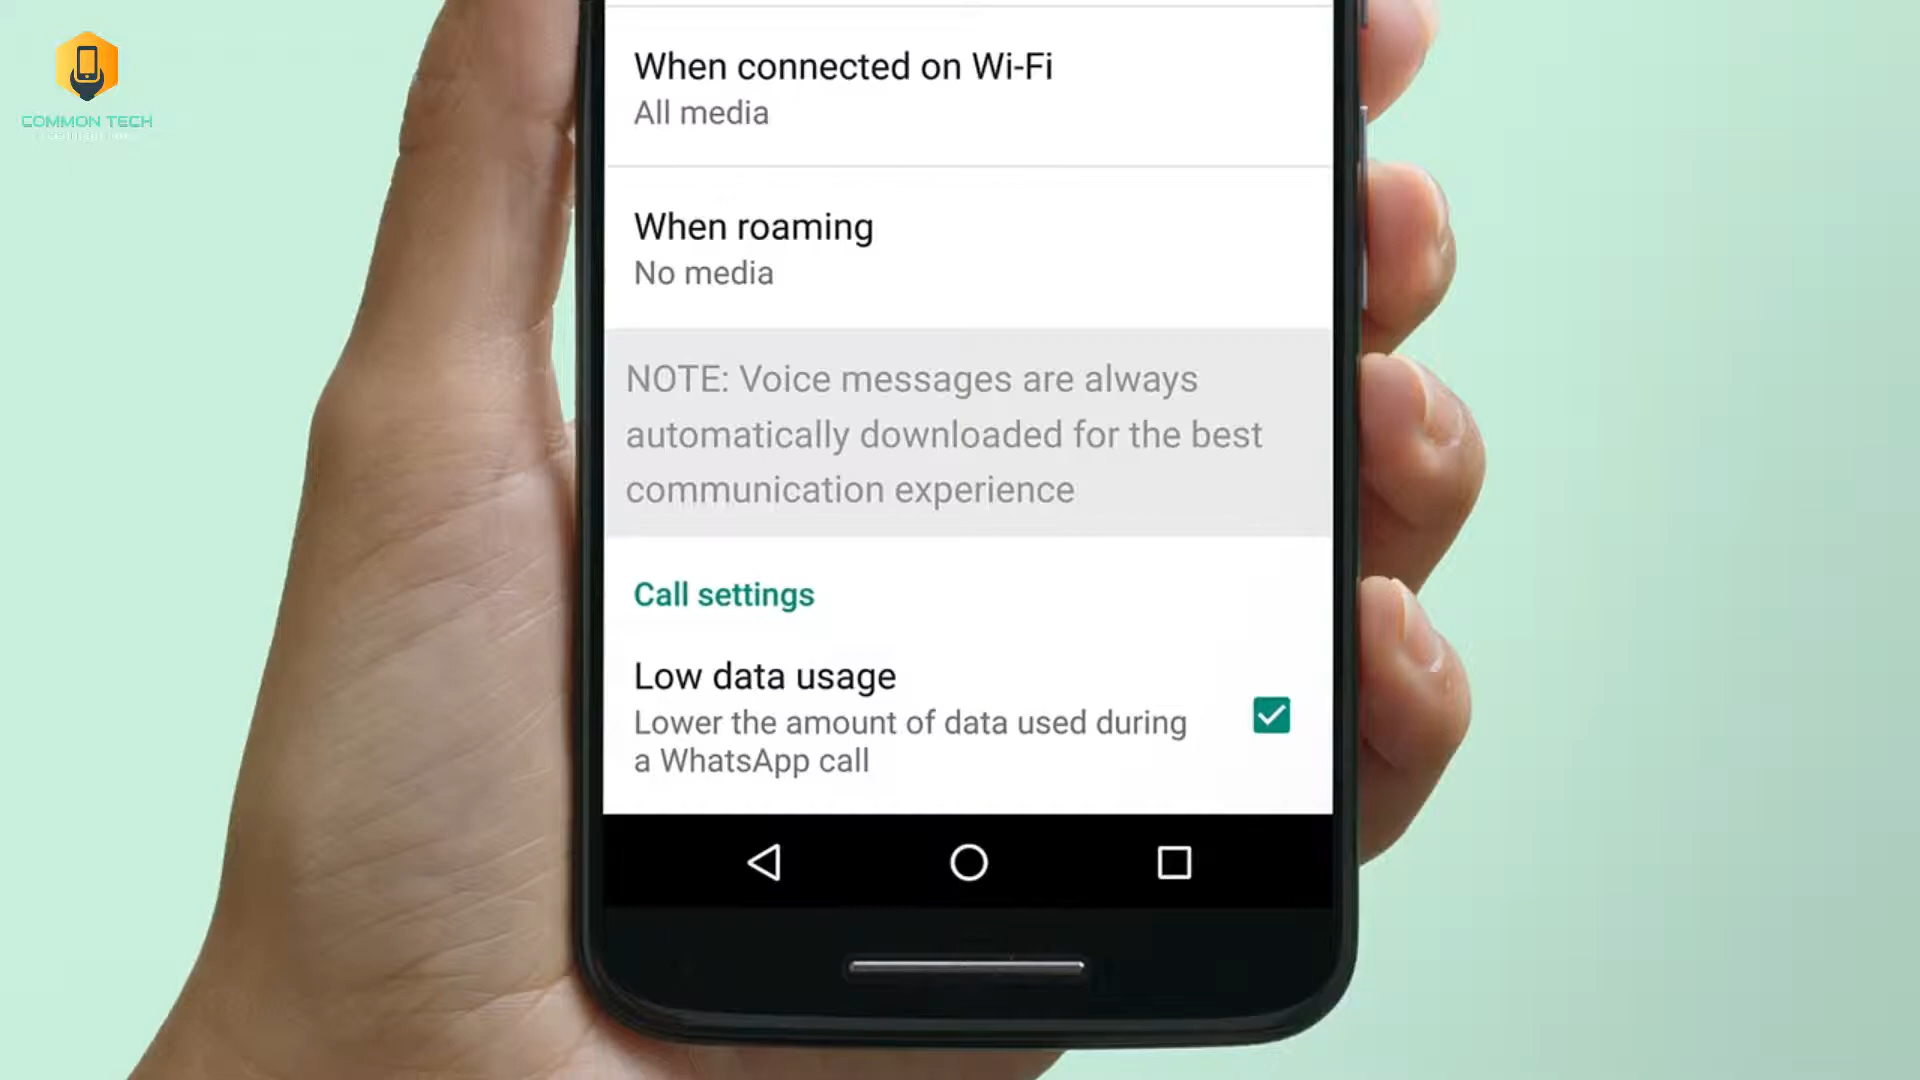 COMMON TECH
When connected on Wi-Fi
All media
When roaming
No media
NOTE: Voice messages are always
automatically downloaded for the best
communication experience
Call settings
Low data usage
Lower the amount of data used during
a WhatsApp call